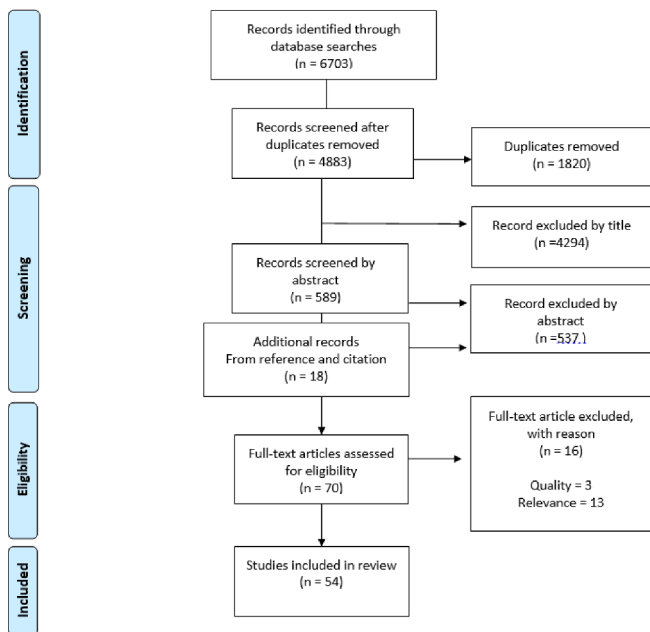 Identification
Records identified through
database searches
(n = 6703)
Records screened after
duplicates removed
(n = 4883)
Duplicates removed
(n = 1820)
Screening
Record excluded by title
(n =4294)
Records screened by
abstract
(n = 589)
Record excluded by
abstract
(n =537 )
Additional records
From reference and citation
(n = 18)
Eligibility
Full-text articles assessed
for eligibility
(n = 70)
Full-text article excluded,
with reason
(n = 16)
Quality = 3
Relevance = 13
Included
Studies included in review
(n = 54)